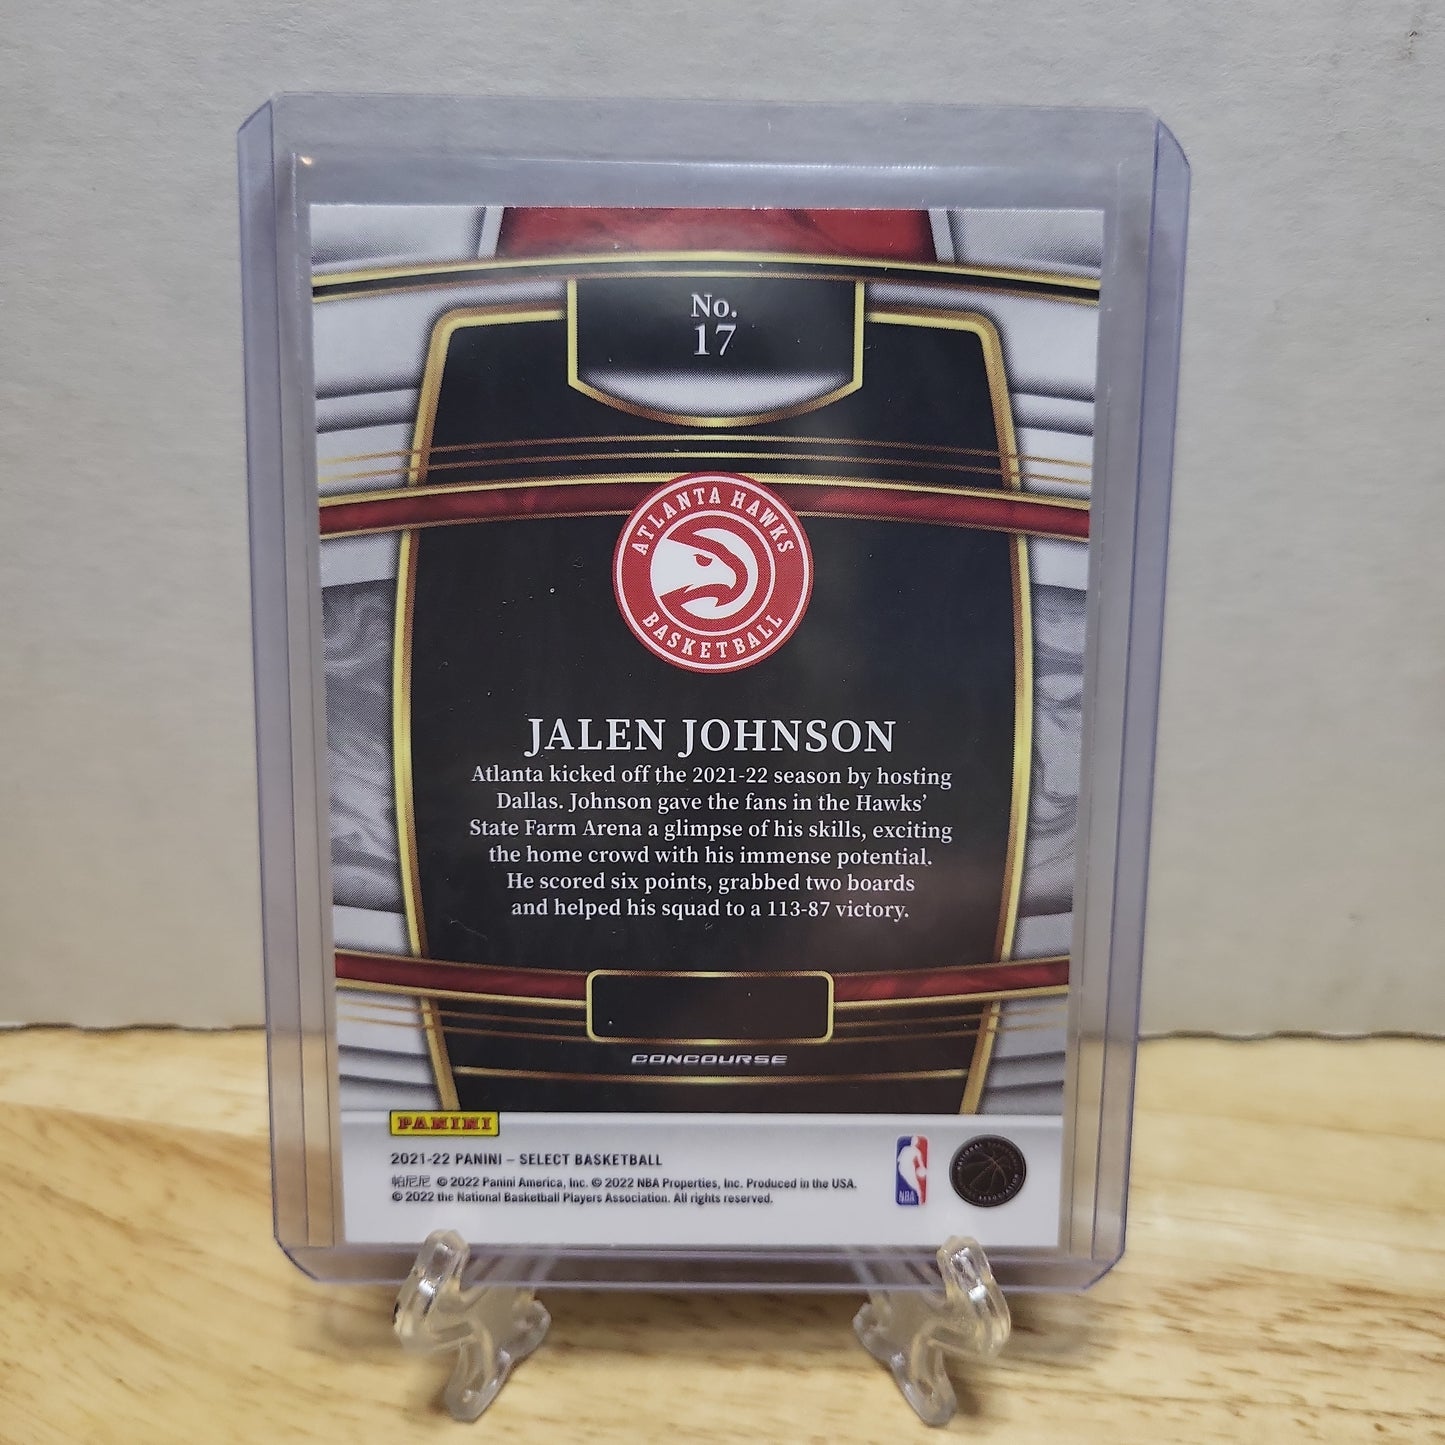 No.
17
ATLANTA HAWKS
BASKETBALL
JALEN JOHNSON
Atlanta kicked off the 2021-22 season by hosting
Dallas. Johnson gave the fans in the Hawks’
State Farm Arena a glimpse of his skills, exciting
the home crowd with his immense potential.
He scored six points, grabbed two boards
and helped his squad to a 113-87 victory.
CONCOURSE
PANINI
2021-22 PANINI – SELECT BASKETBALL
帕尼尼 © 2022 Panini America, Inc. © 2022 NBA Properties, Inc. Produced in the USA.
© 2022 the National Basketball Players Association. All rights reserved.
NBA